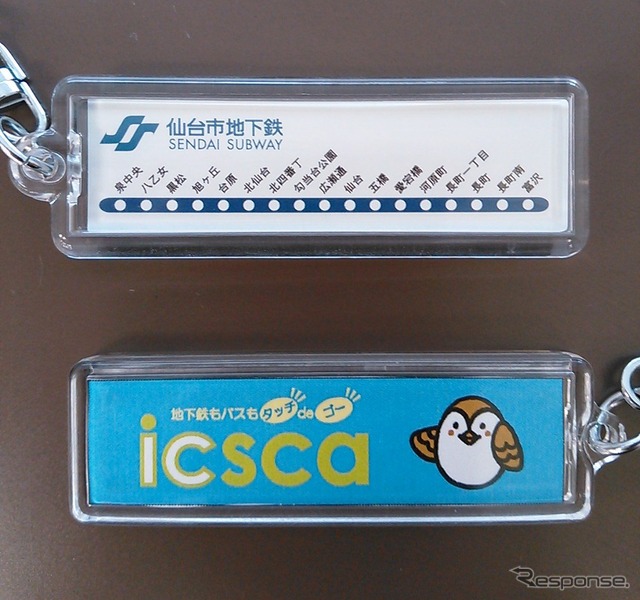 仙台市地下鉄
SENDAI SUBWAY
泉中央 八乙女 黒松 旭ヶ丘 台原 北仙台 北四番丁 勾当台公園 広瀬通 仙台 五橋 愛宕橋 河原町 長町一丁目 長町 長町南 富沢
地下鉄もバスもタッチdeゴー
icsca
Response.